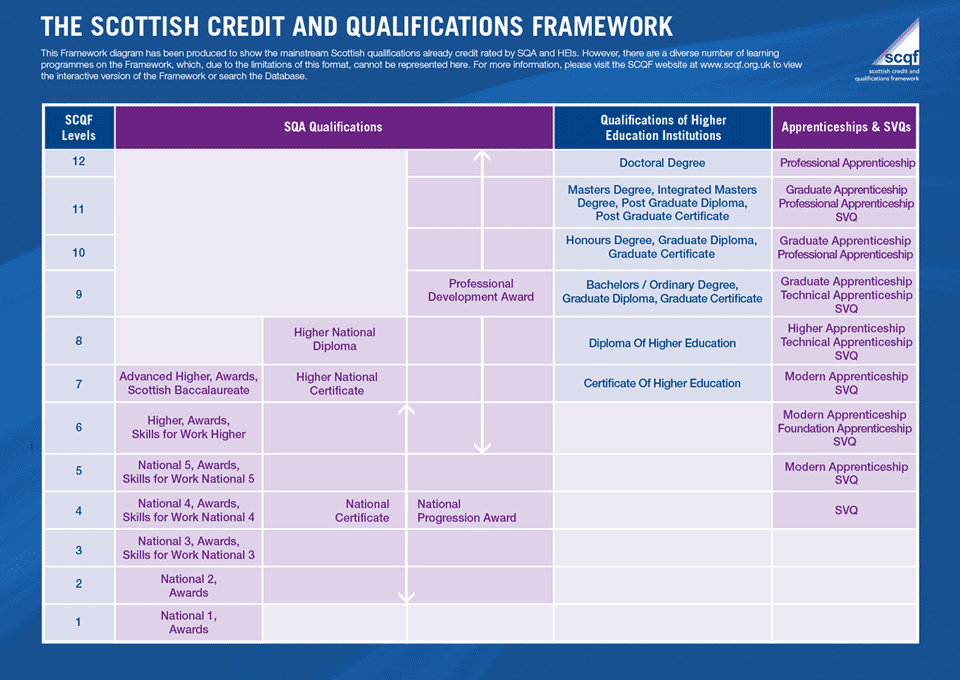 THE SCOTTISH CREDIT AND QUALIFICATIONS FRAMEWORK
This Framework diagram has been produced to show the mainstream Scottish qualifications already credit rated by SQA and HEIs. However, there are a diverse number of learning
programmes on the Framework, which, due to the limitations of this format, cannot be represented here. For more information, please visit the SCQF website at www.scqf.org.uk to view
the interactive version of the Framework or search the Database.
scqf
scottish credit and
qualifications framework
SCQF
Levels
SQA Qualifications
Qualifications of Higher
Education Institutions
Apprenticeships & SVQs
12
Doctoral Degree
Professional Apprenticeship
11
Masters Degree, Integrated Masters
Degree, Post Graduate Diploma,
Post Graduate Certificate
Graduate Apprenticeship
Professional Apprenticeship
SVQ
10
Honours Degree, Graduate Diploma,
Graduate Certificate
Graduate Apprenticeship
Professional Apprenticeship
9
Professional
Development Award
Bachelors / Ordinary Degree,
Graduate Diploma, Graduate Certificate
Graduate Apprenticeship
Technical Apprenticeship
SVQ
8
Higher National
Diploma
Diploma Of Higher Education
Higher Apprenticeship
Technical Apprenticeship
SVQ
7
Advanced Higher, Awards,
Scottish Baccalaureate
Higher National
Certificate
Certificate Of Higher Education
Modern Apprenticeship
SVQ
6
Higher, Awards,
Skills for Work Higher
Modern Apprenticeship
Foundation Apprenticeship
SVQ
5
National 5, Awards,
Skills for Work National 5
Modern Apprenticeship
SVQ
4
National 4, Awards,
Skills for Work National 4
National
Certificate
National
Progression Award
SVQ
3
National 3, Awards,
Skills for Work National 3
2
National 2,
Awards
1
National 1,
Awards